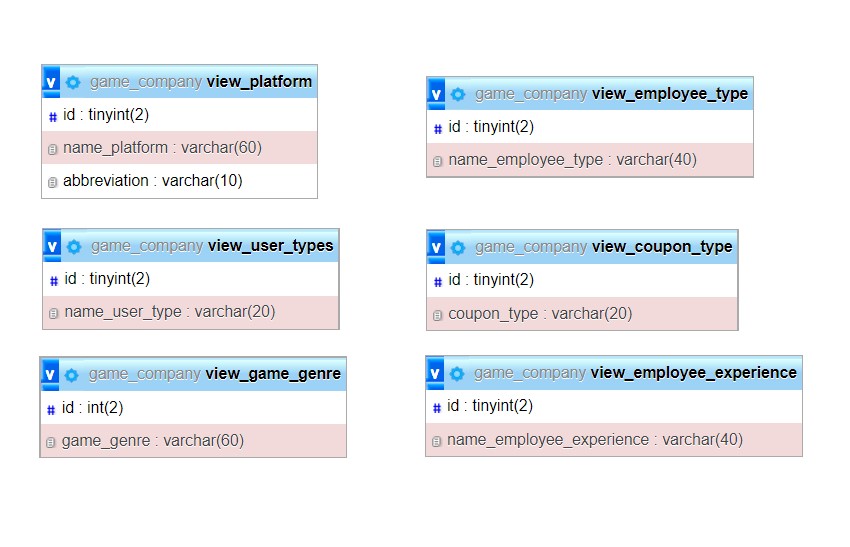 v game_company view_platform
# id : tinyint(2)
name_platform : varchar(60)
abbreviation : varchar(10)
v game_company view_employee_type
# id : tinyint(2)
name_employee_type : varchar(40)
v game_company view_user_types
# id : tinyint(2)
name_user_type : varchar(20)
v game_company view_coupon_type
# id : tinyint(2)
coupon_type : varchar(20)
v game_company view_game_genre
# id : int(2)
game_genre : varchar(60)
v game_company view_employee_experience
# id : tinyint(2)
name_employee_experience : varchar(40)